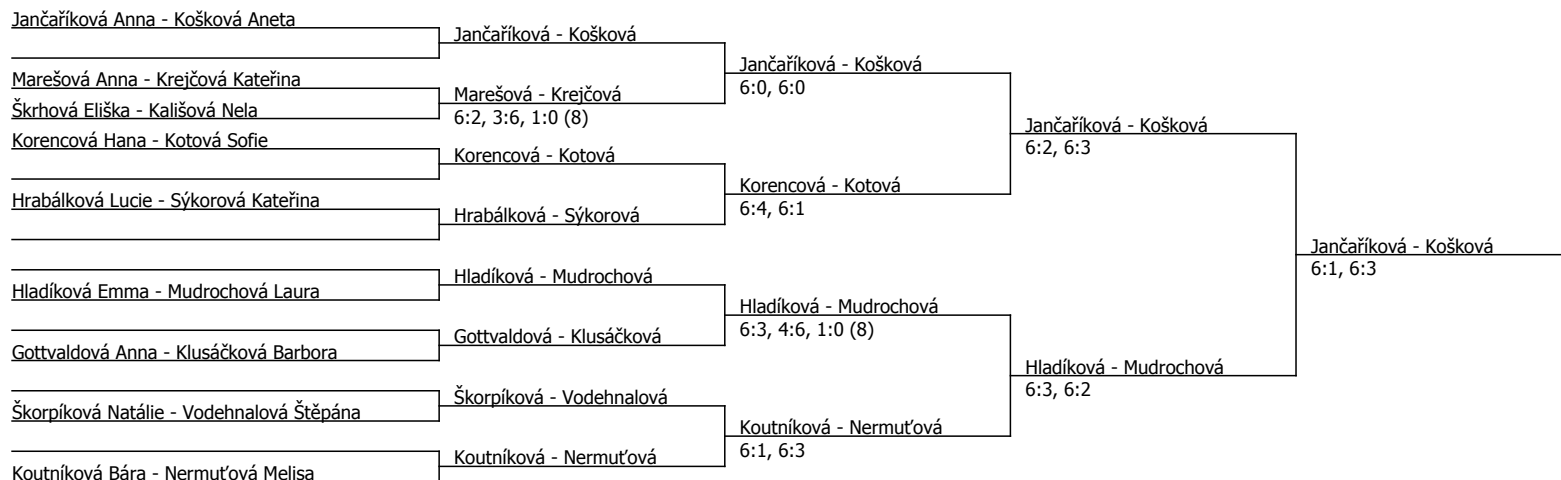 Jančaříková Anna - Košková Aneta
Marešová Anna - Krejčová Kateřina
Škrhová Eliška - Kališová Nela
Korencová Hana - Kotová Sofie
Hrabálková Lucie - Sýkorová Kateřina
Hladíková Emma - Mudrochová Laura
Gottvaldová Anna - Klusáčková Barbora
Škorpíková Natálie - Vodehnalová Štěpána
Koutníková Bára - Nermuťová Melisa
Jančaříková - Košková
Marešová - Krejčová
6:2, 3:6, 1:0 (8)
Korencová - Kotová
Hrabálková - Sýkorová
Hladíková - Mudrochová
Gottvaldová - Klusáčková
Škorpíková - Vodehnalová
Koutníková - Nermuťová
Jančaříková - Košková
6:0, 6:0
Korencová - Kotová
6:4, 6:1
Hladíková - Mudrochová
6:3, 4:6, 1:0 (8)
Koutníková - Nermuťová
6:1, 6:3
Jančaříková - Košková
6:2, 6:3
Hladíková - Mudrochová
6:3, 6:2
Jančaříková - Košková
6:1, 6:3